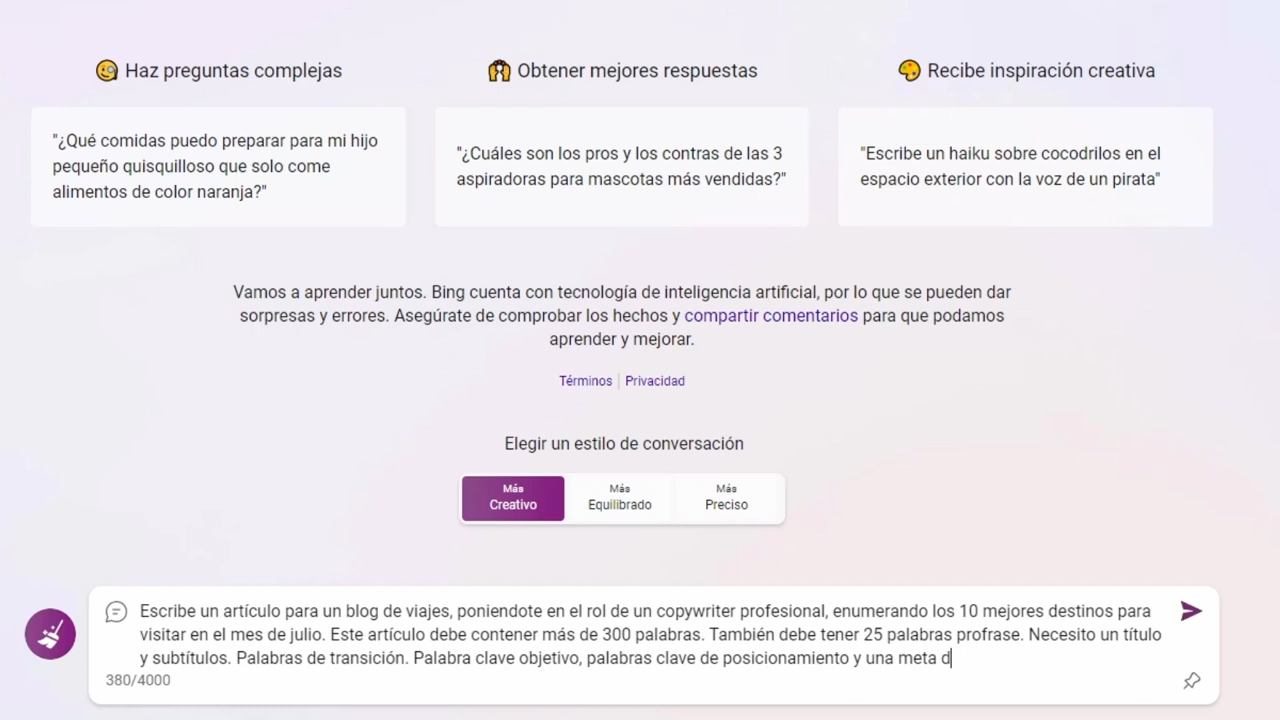 Haz preguntas complejas
Obtener mejores respuestas
Recibe inspiración creativa
"¿Qué comidas puedo preparar para mi hijo
pequeño quisquilloso que solo come
alimentos de color naranja?"
"¿Cuáles son los pros y los contras de las 3
aspiradoras para mascotas más vendidas?"
"Escribe un haiku sobre cocodrilos en el
espacio exterior con la voz de un pirata"
Vamos a aprender juntos. Bing cuenta con tecnología de inteligencia artificial, por lo que se pueden dar
sorpresas y errores. Asegúrate de comprobar los hechos y compartir comentarios para que podamos
aprender y mejorar.
Términos | Privacidad
Elegir un estilo de conversación
Más
Creativo
Más
Equilibrado
Más
Preciso
Escribe un artículo para un blog de viajes, poniendote en el rol de un copywriter profesional, enumerando los 10 mejores destinos para
visitar en el mes de julio. Este artículo debe contener más de 300 palabras. También debe tener 25 palabras profrase. Necesito un título
y subtítulos. Palabras de transición. Palabra clave objetivo, palabras clave de posicionamiento y una meta d
380/4000